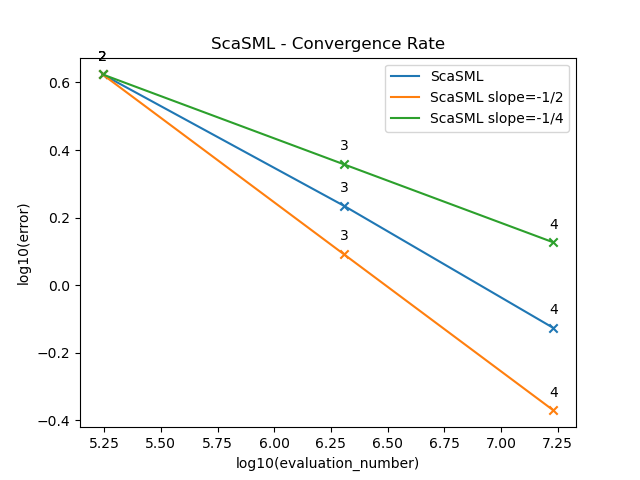 ScaSML - Convergence Rate
2
ScaSML
ScaSML slope=-1/2
ScaSML slope=-1/4
3
3
3
4
4
4
0.6
0.4
0.2
0.0
−0.2
−0.4
log10(error)
5.25 5.50 5.75 6.00 6.25 6.50 6.75 7.00 7.25
log10(evaluation_number)